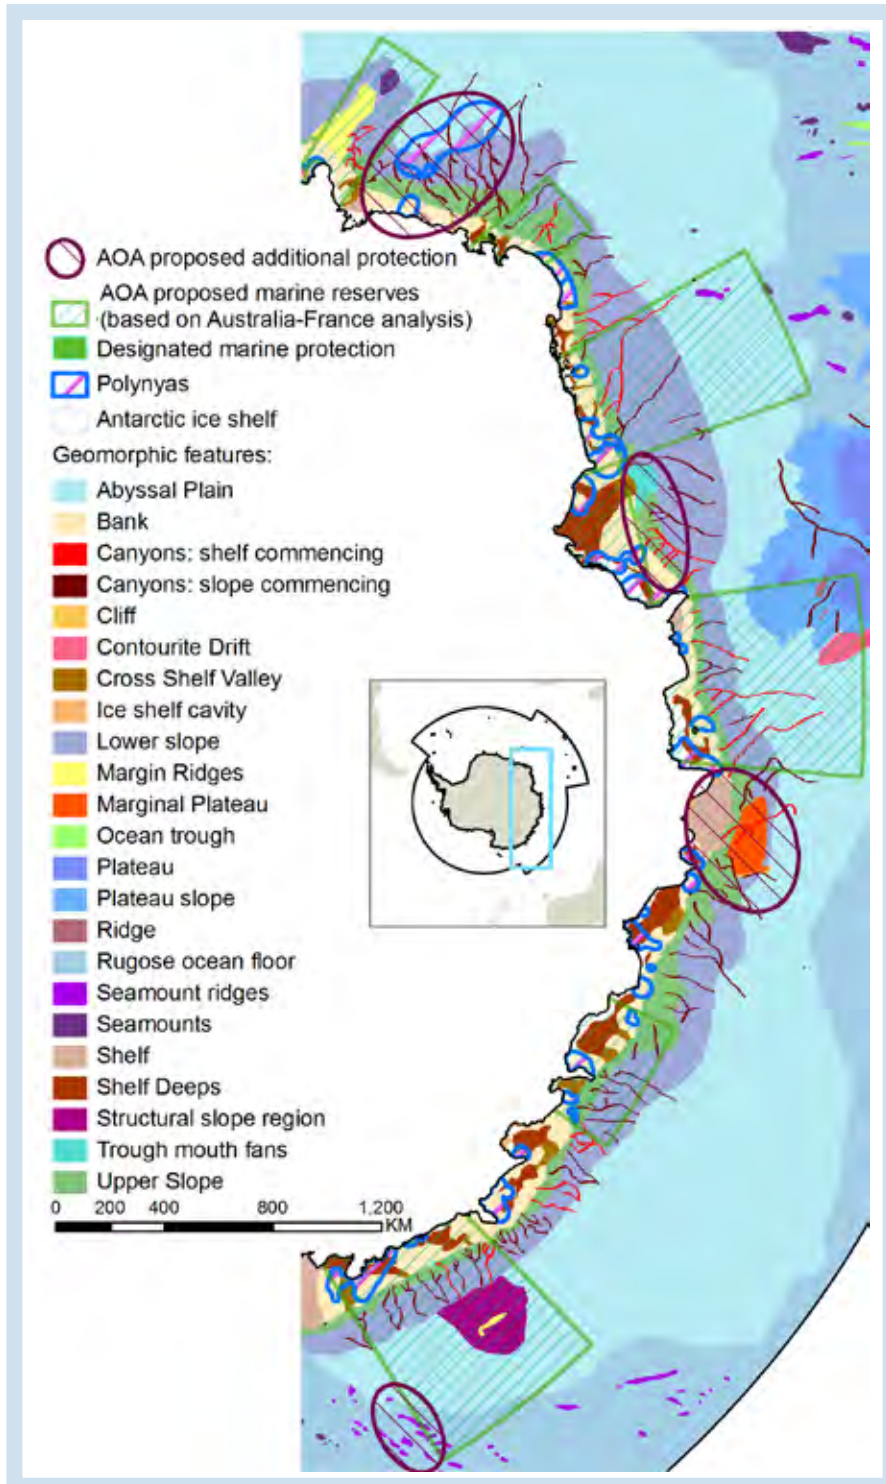 AOA proposed additional protection
AOA proposed marine reserves
(based on Australia-France analysis)
Designated marine protection
Polynyas
Antarctic ice shelf
Geomorphic features:
Abyssal Plain
Bank
Canyons: shelf commencing
Canyons: slope commencing
Cliff
Contourite Drift
Cross Shelf Valley
Ice shelf cavity
Lower slope
Margin Ridges
Marginal Plateau
Ocean trough
Plateau
Plateau slope
Ridge
Rugose ocean floor
Seamount ridges
Seamounts
Shelf
Shelf Deeps
Structural slope region
Trough mouth fans
Upper Slope
0 200 400 800 1,200
KM